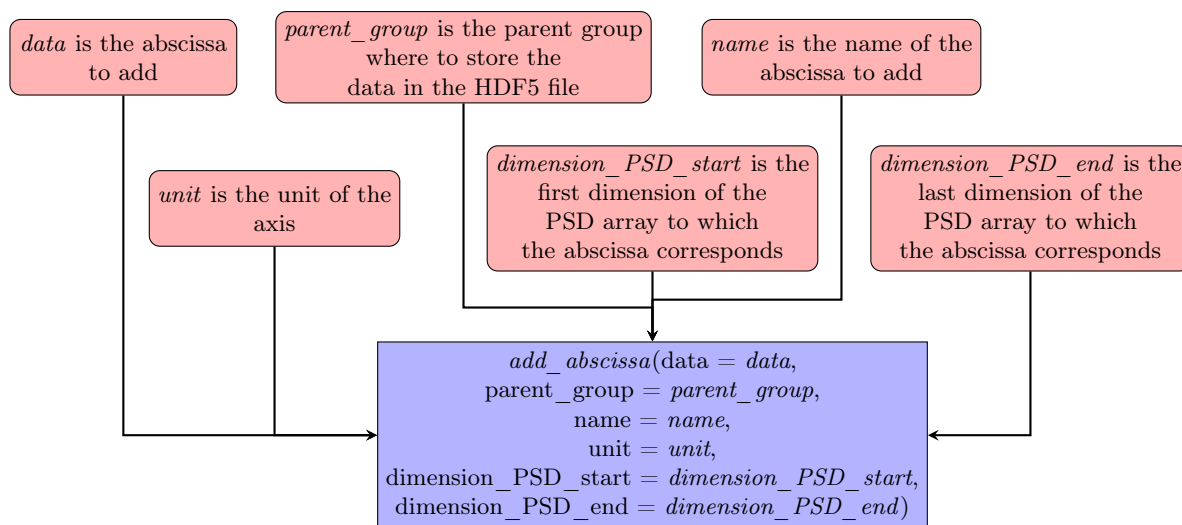 data is the abscissa
to add
parent_group is the parent group
where to store the
data in the HDF5 file
name is the name of the
abscissa to add
unit is the unit of the
axis
dimension_PSD_start is the
first dimension of the
PSD array to which
the abscissa corresponds
dimension_PSD_end is the
last dimension of the
PSD array to which
the abscissa corresponds
add_abscissa(data = data,
parent_group = parent_group,
name = name,
unit = unit,
dimension_PSD_start = dimension_PSD_start,
dimension_PSD_end = dimension_PSD_end)